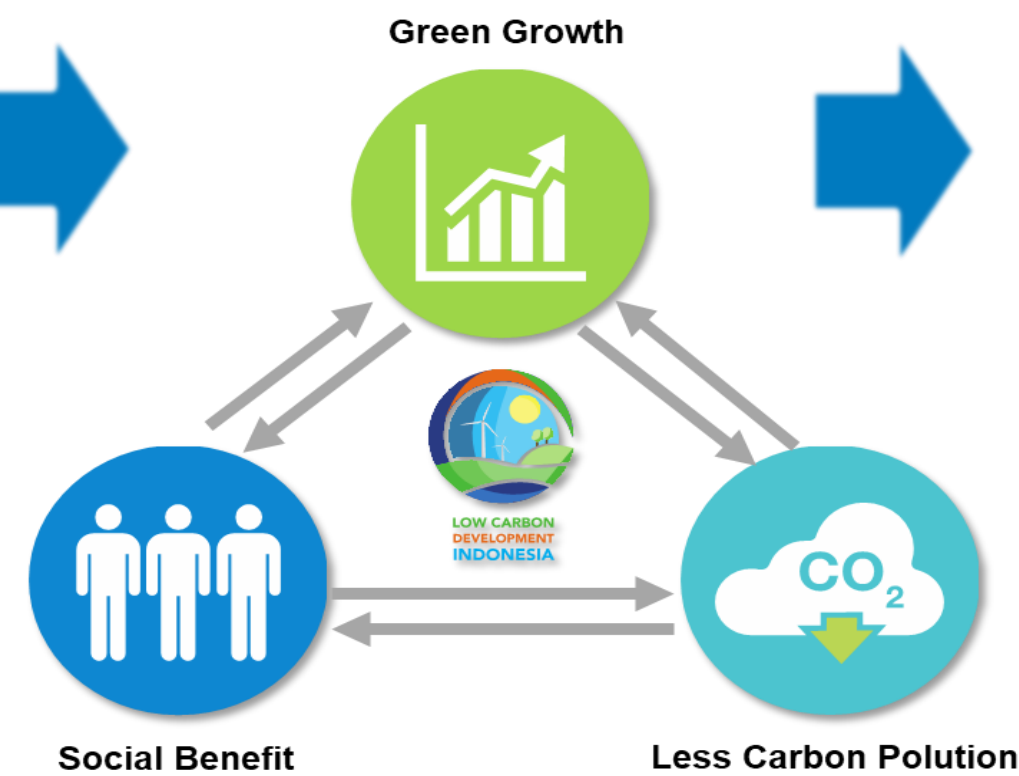 Green Growth
LOW CARBON
DEVELOPMENT
INDONESIA
CO2
Social Benefit
Less Carbon Polution